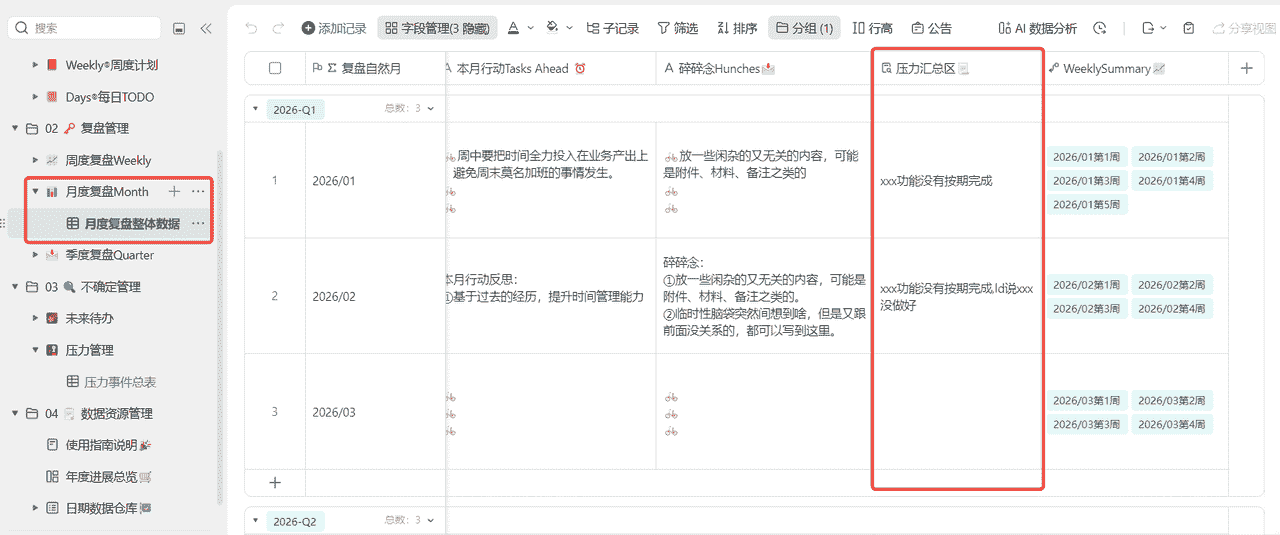 搜索
Weekly®周度计划
Days®每日TODO
02 复盘管理
周度复盘Weekly
月度复盘Month
月度复盘整体数据
季度复盘Quarter
03 不确定管理
未来待办
压力管理
压力事件总表
04 数据资源管理
使用指南说明
年度进展总览
日期数据仓库
添加记录
字段管理(3 隐藏)
子记录
筛选
排序
分组 (1)
行高
公告
AI 数据分析
分享视图
复盘自然月
本月行动Tasks Ahead
碎碎念Hunches
压力汇总区
WeeklySummary
2026-Q1
总数：3
1
2026/01
周中要把时间全力投入在业务产出上
避免周末莫名加班的事情发生。
放一些闲杂的又无关的内容，可能
是附件、材料、备注之类的
xxx功能没有按期完成
2026/01第1周 2026/01第2周
2026/01第3周 2026/01第4周
2026/01第5周
2
2026/02
本月行动反思：
①基于过去的经历，提升时间管理能力
碎碎念：
①放一些闲杂的又无关的内容，可能是
附件、材料、备注之类的。
②临时性脑袋突然间想到啥，但是又跟
前面没关系的，都可以写到这里。
xxx功能没有按期完成,ld说xxx
没做好
2026/02第1周 2026/02第2周
2026/02第3周 2026/02第4周
3
2026/03
2026/03第1周 2026/03第2周
2026/03第3周 2026/03第4周
2026-Q2
总数：3